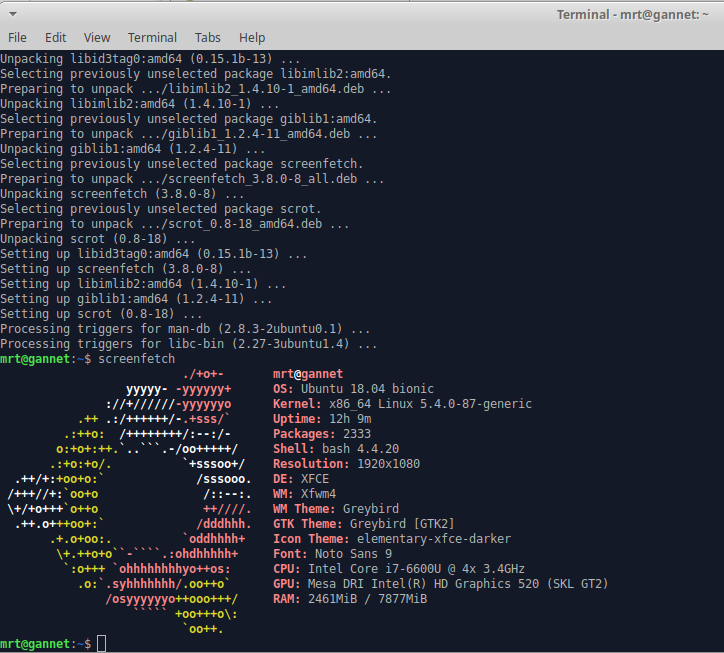 Terminal - mrt@gannet: ~
File Edit View Terminal Tabs Help
Unpacking libid3tag0:amd64 (0.15.1b-13) ...
Selecting previously unselected package libimlib2:amd64.
Preparing to unpack .../libimlib2_1.4.10-1_amd64.deb ...
Unpacking libimlib2:amd64 (1.4.10-1) ...
Selecting previously unselected package giblib1:amd64.
Preparing to unpack .../giblib1_1.2.4-11_amd64.deb ...
Unpacking giblib1:amd64 (1.2.4-11) ...
Selecting previously unselected package screenfetch.
Preparing to unpack .../screenfetch_3.8.0-8_all.deb ...
Unpacking screenfetch (3.8.0-8) ...
Selecting previously unselected package scrot.
Preparing to unpack .../scrot_0.8-18_amd64.deb ...
Unpacking scrot (0.8-18) ...
Setting up libid3tag0:amd64 (0.15.1b-13) ...
Setting up screenfetch (3.8.0-8) ...
Setting up libimlib2:amd64 (1.4.10-1) ...
Setting up giblib1:amd64 (1.2.4-11) ...
Setting up scrot (0.8-18) ...
Processing triggers for man-db (2.8.3-2ubuntu0.1) ...
Processing triggers for libc-bin (2.27-3ubuntu1.4) ...
mrt@gannet:~$ screenfetch
                          ./+o+-       mrt@gannet
                  yyyyy- -yyyyyy+      OS: Ubuntu 18.04 bionic
               ://+//////-yyyyyyo      Kernel: x86_64 Linux 5.4.0-87-generic
           .++ .:/++++++/-.+sss/`      Uptime: 12h 9m
         .:++o:  /++++++++/:--:/-      Packages: 2333
        o:+o+:++.`..```.-/oo+++++/     Shell: bash 4.4.20
       .:+o:+o/.          `+sssoo+/    Resolution: 1920x1080
  .++/+:+oo+o:`             /sssooo.   DE: XFCE
 /+++//+:`oo+o               /::--:.   WM: Xfwm4
 \+/+o+++`o++o               ++////.   WM Theme: Greybird
  .++.o+++oo+:`             /dddhhh.   GTK Theme: Greybird [GTK2]
       .+.o+oo:.          `oddhhhh+    Icon Theme: elementary-xfce-darker
        \+.++o+o``-````.:ohdhhhhh+     Font: Noto Sans 9
         `:o+++ `ohhhhhhhhyo++os:      CPU: Intel Core i7-6600U @ 4x 3.4GHz
           .o:`.syhhhhhhh/.oo++o`      GPU: Mesa DRI Intel(R) HD Graphics 520 (SKL GT2)
               /osyyyyyyo++ooo+++/     RAM: 2461MiB / 7877MiB
                   ````` +oo+++o\:
                          `oo++.
mrt@gannet:~$